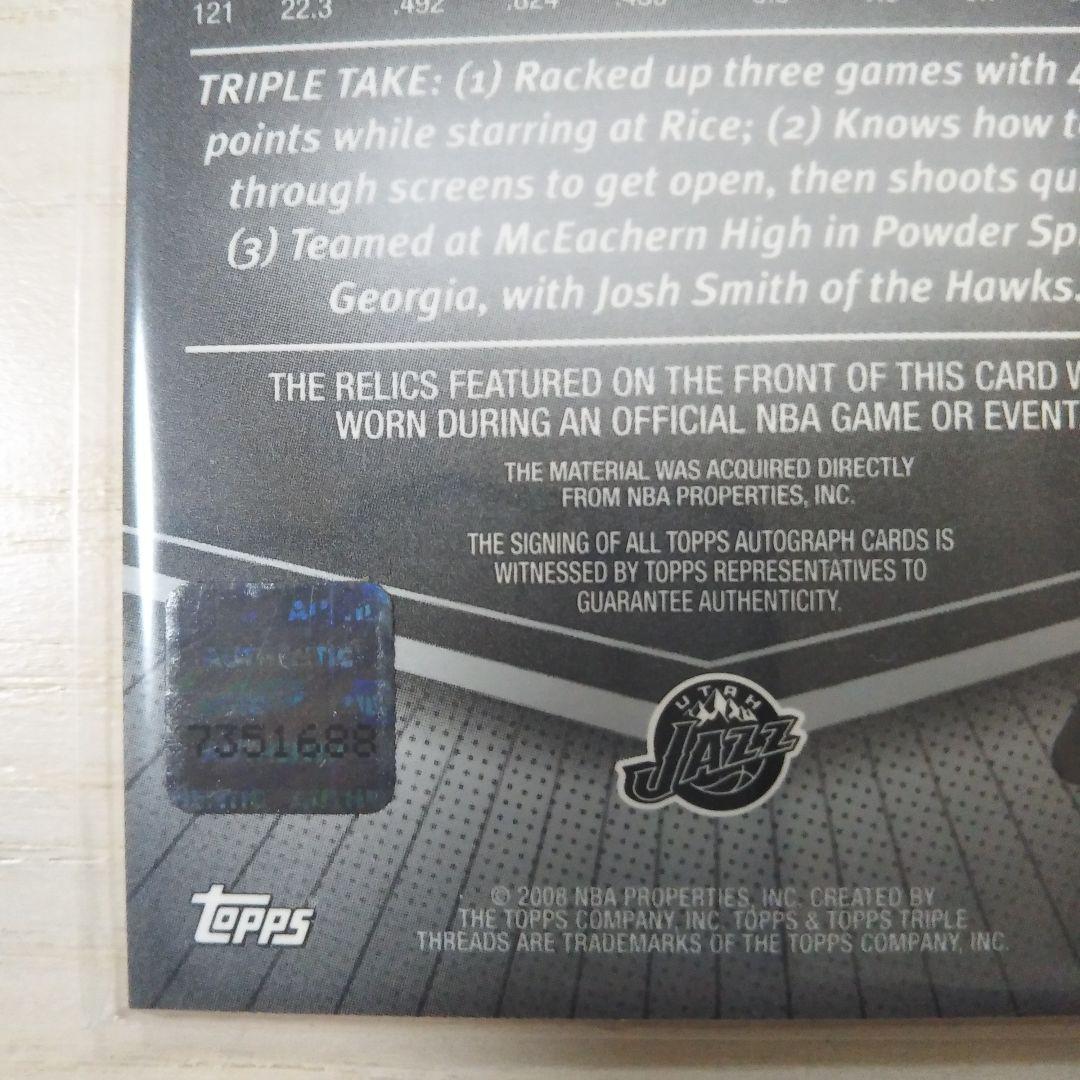 121 22.3 .492
TRIPLE TAKE: (1) Racked up three games with 4
points while starring at Rice; (2) Knows how t
through screens to get open, then shoots qu
(3) Teamed at McEachern High in Powder Sp
Georgia, with Josh Smith of the Hawks.
THE RELICS FEATURED ON THE FRONT OF THIS CARD W
WORN DURING AN OFFICIAL NBA GAME OR EVENT
THE MATERIAL WAS ACQUIRED DIRECTLY
FROM NBA PROPERTIES, INC.
THE SIGNING OF ALL TOPPS AUTOGRAPH CARDS IS
WITNESSED BY TOPPS REPRESENTATIVES TO
GUARANTEE AUTHENTICITY.
AUTHENTIC
7351688
UTAH
JAZZ
topps
© 2008 NBA PROPERTIES, INC. CREATED BY
THE TOPPS COMPANY, INC. TOPPS & TOPPS TRIPLE
THREADS ARE TRADEMARKS OF THE TOPPS COMPANY, INC.